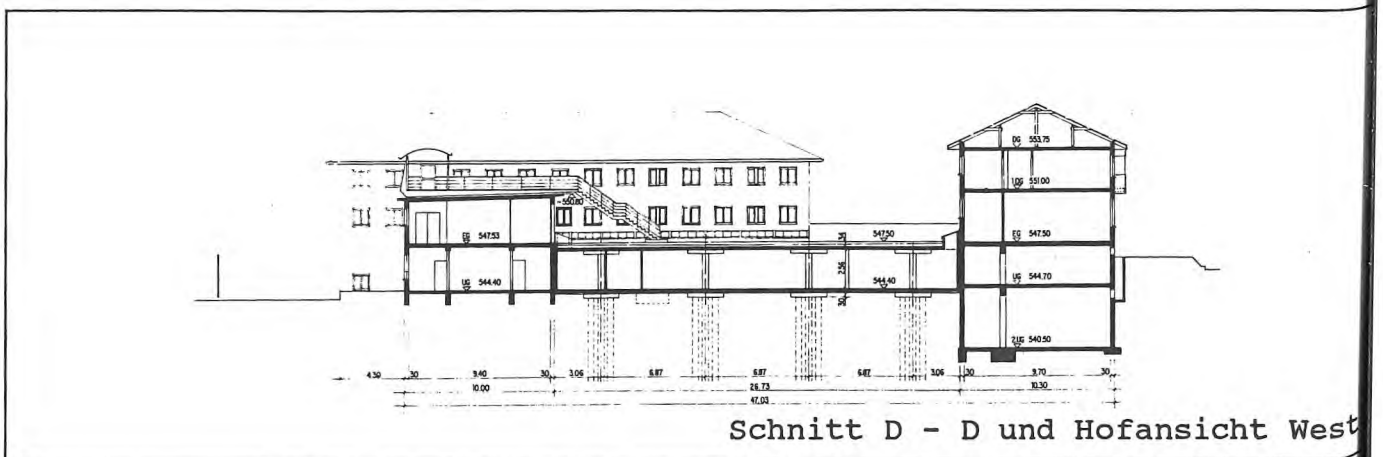 DG 553.75
1.OG 551.00
-550.80
EG 547.53
547.50
EG 547.50
2.56
30
UG 544.70
UG 544.40
544.40
2.UG 540.50
4.30 30 9.40 30 3.06 6.87 6.87 6.87 3.06 30 9.70 30
10.00 26.73 10.30
47.03
Schnitt D - D und Hofansicht West